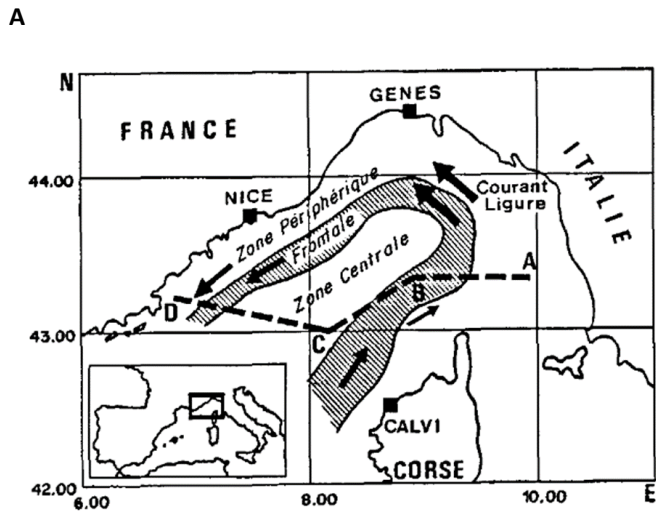 A
N
GENES
FRANCE
ITALIE
44.00
Courant
Ligure
NICE
Zone Périphérique
Frontale
Zone Centrale
A
B
D
C
43.00
CALVI
CORSE
42.00
6.00
8.00
10.00
E